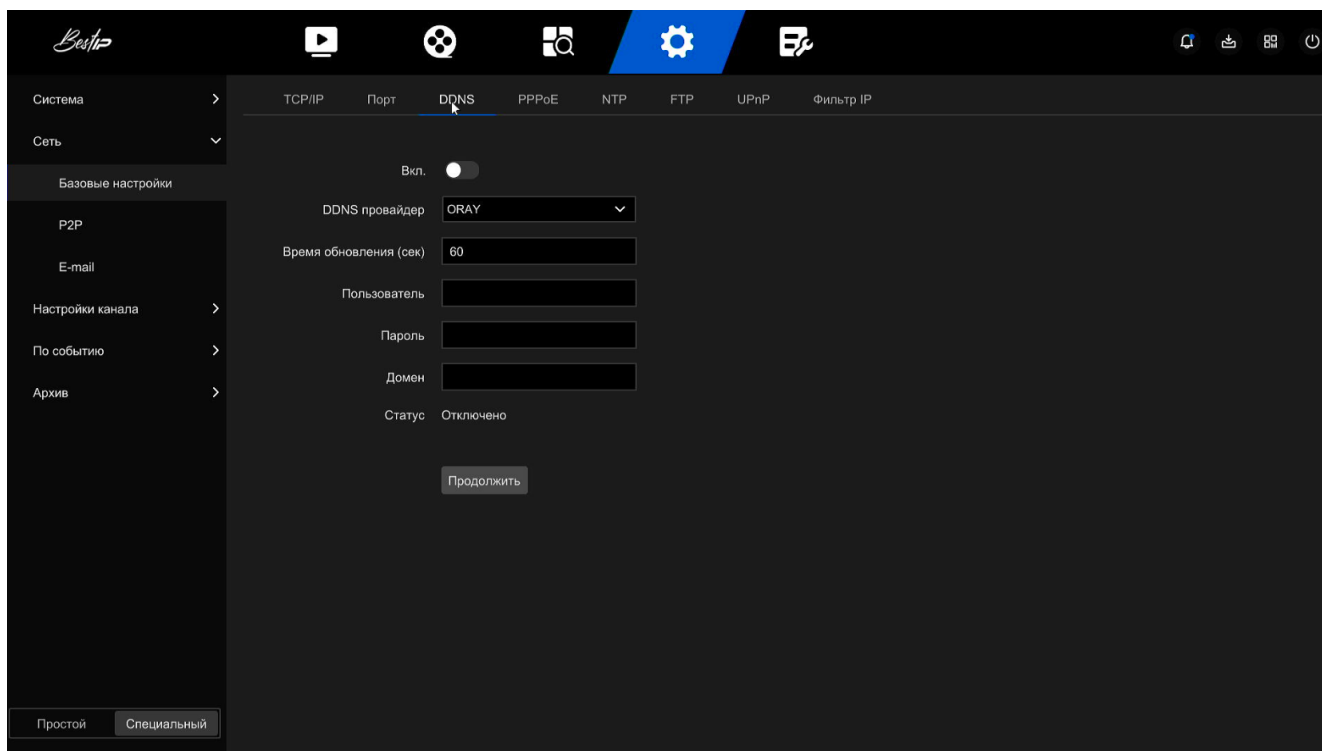 BestIP
Система
Сеть
Базовые настройки
P2P
E-mail
Настройки канала
По событию
Архив
TCP/IP Порт DDNS PPPoE NTP FTP UPnP Фильтр IP
Вкл.
DDNS провайдер ORAY
Время обновления (сек) 60
Пользователь
Пароль
Домен
Статус Отключено
Продолжить
Простой Специальный